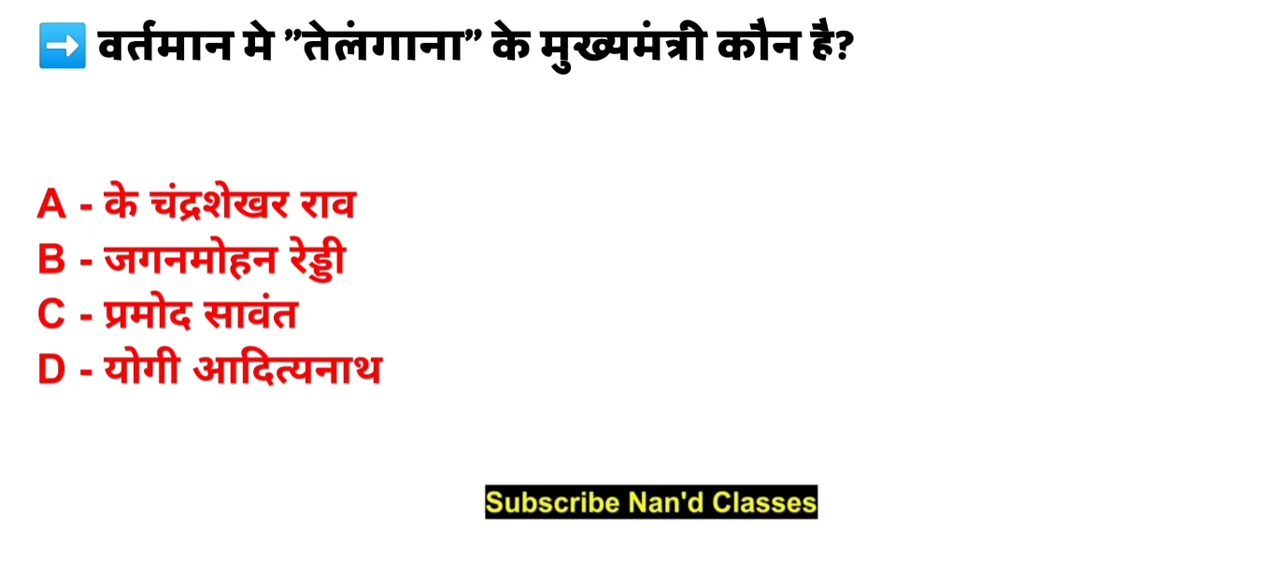 ➡️ वर्तमान मे ”तेलंगाना” के मुख्यमंत्री कौन है?
A - के चंद्रशेखर राव
B - जगनमोहन रेड्डी
C - प्रमोद सावंत
D - योगी आदित्यनाथ
Subscribe Nan'd Classes